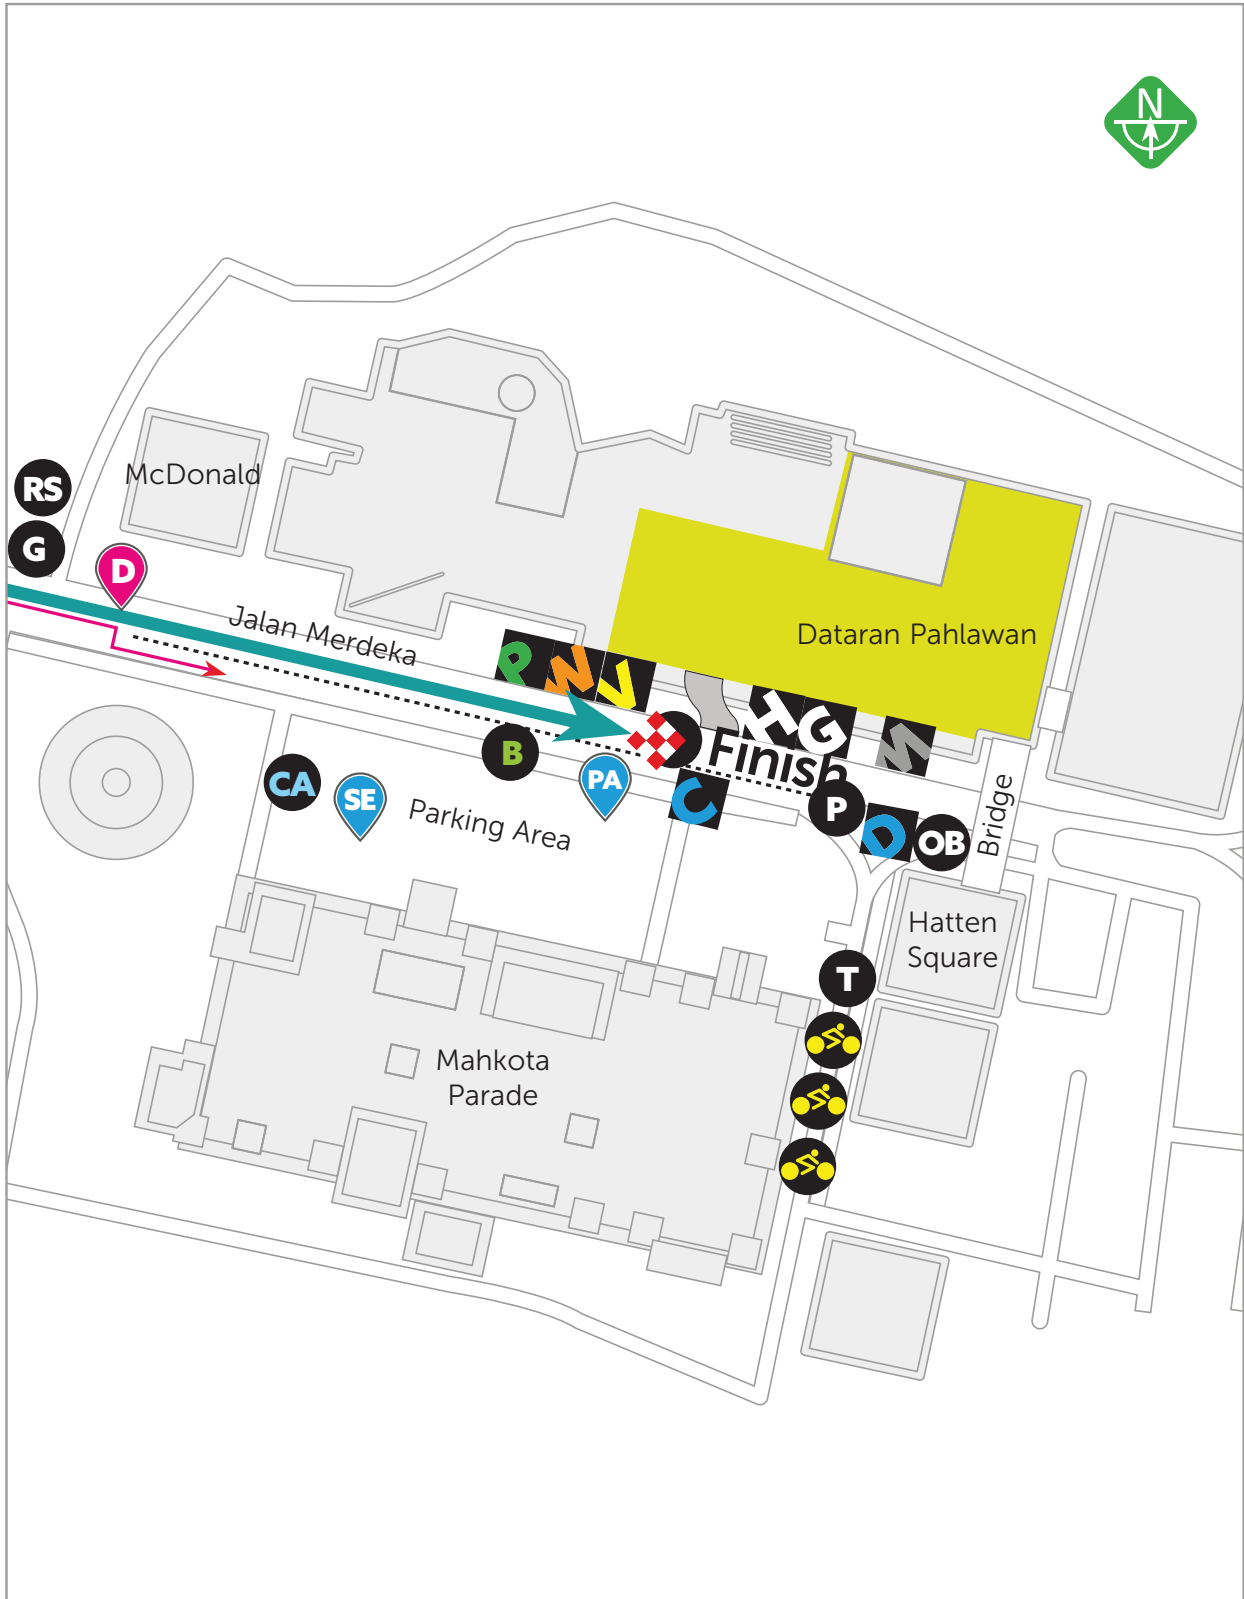 N
McDonald
RS
G
D
Jalan Merdeka
Dataran Pahlawan
P
W
V
H
G
M
Finish
B
CA
SE
PA
C
Parking Area
P
D
OB
Bridge
Hatten
Square
T
Mahkota
Parade